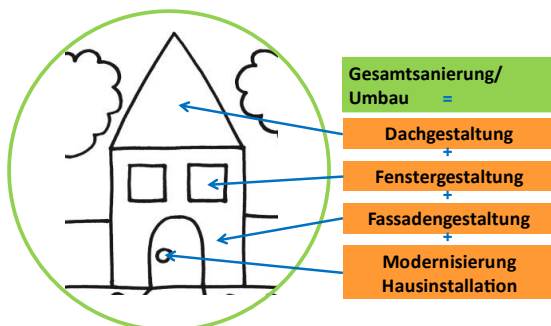 Gesamtsanierung/
Umbau =
Dachgestaltung
+
Fenstergestaltung
+
Fassadengestaltung
+
Modernisierung
Hausinstallation